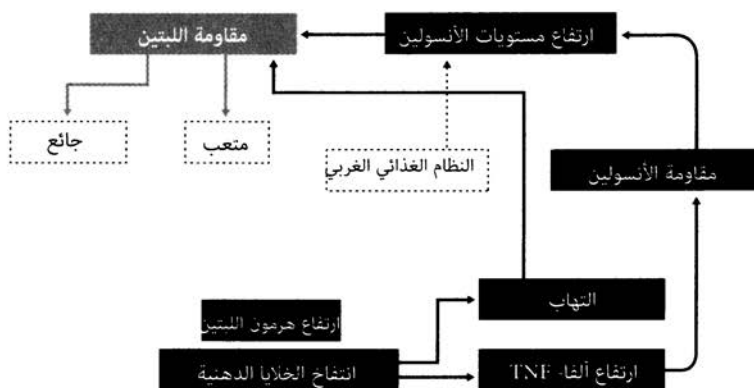 ارتفاع مستويات الأنسولين
مقاومة اللبتين
جائع
متعب
النظام الغذائي الغربي
مقاومة الأنسولين
التهاب
ارتفاع هرمون اللبتين
انتفاخ الخلايا الدهنية
ارتفاع ألفا- TNF